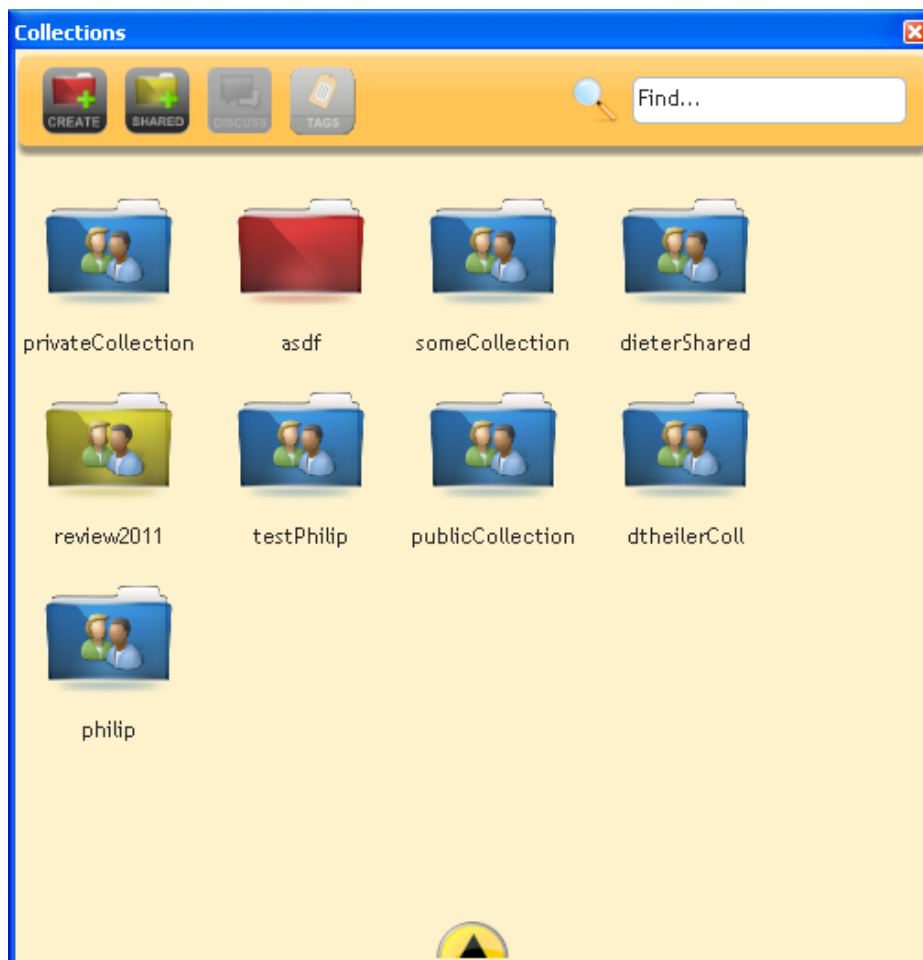 Collections
CREATE SHARED DISCUSS TAGS Find...
privateCollection asdf someCollection dieterShared
review2011 testPhilip publicCollection dtheilerColl
philip